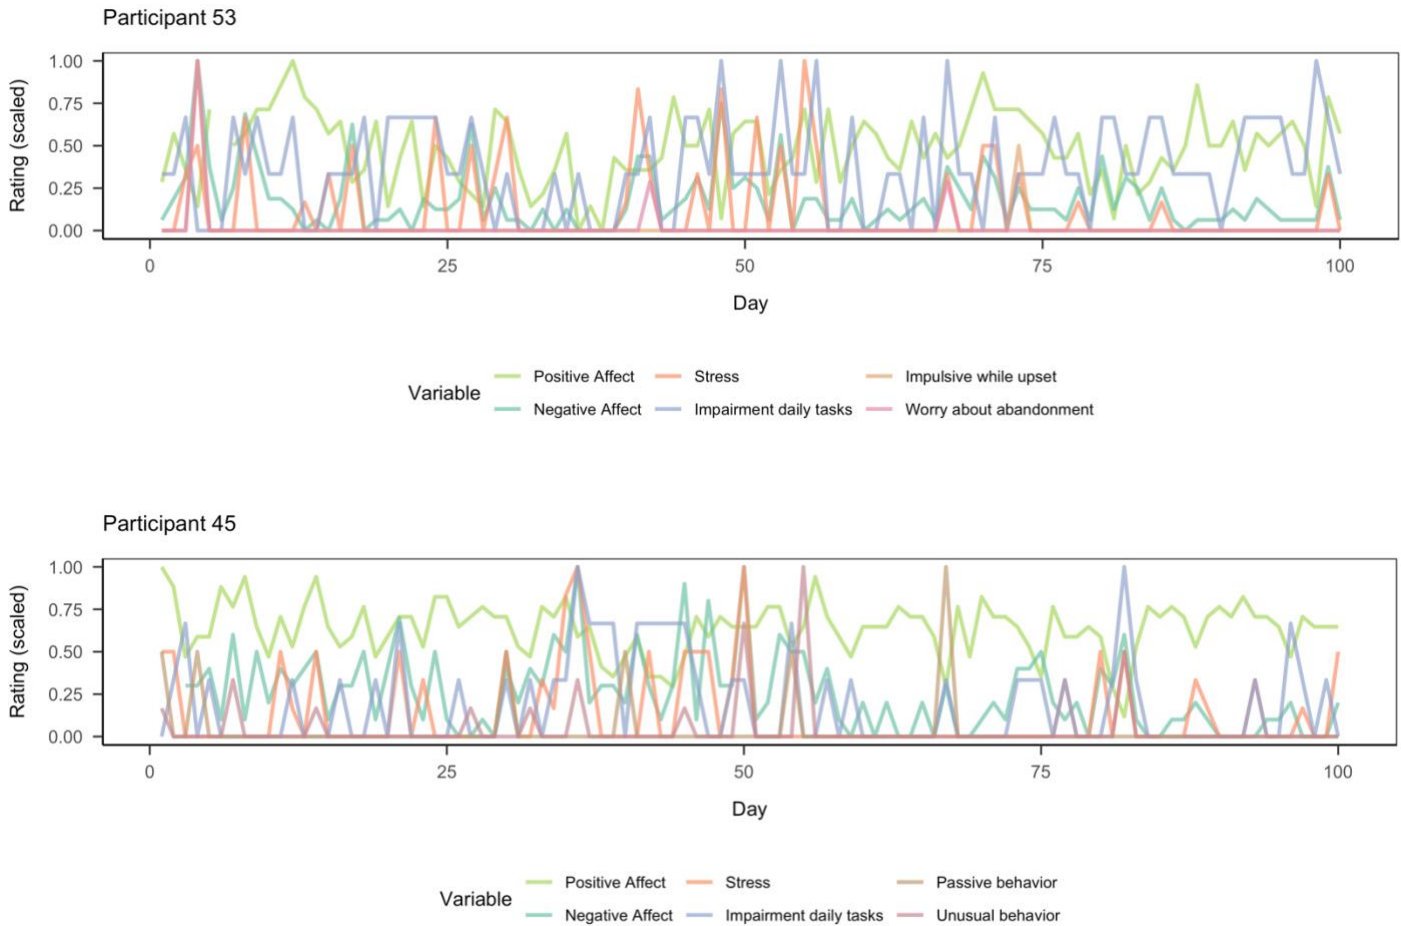 Participant 53
1.00
0.75
0.50
0.25
0.00
Rating (scaled)
0 25 50 75 100
Day
Variable
Positive Affect Stress Impulsive while upset
Negative Affect Impairment daily tasks Worry about abandonment
Participant 45
1.00
0.75
0.50
0.25
0.00
Rating (scaled)
0 25 50 75 100
Day
Variable
Positive Affect Stress Passive behavior
Negative Affect Impairment daily tasks Unusual behavior